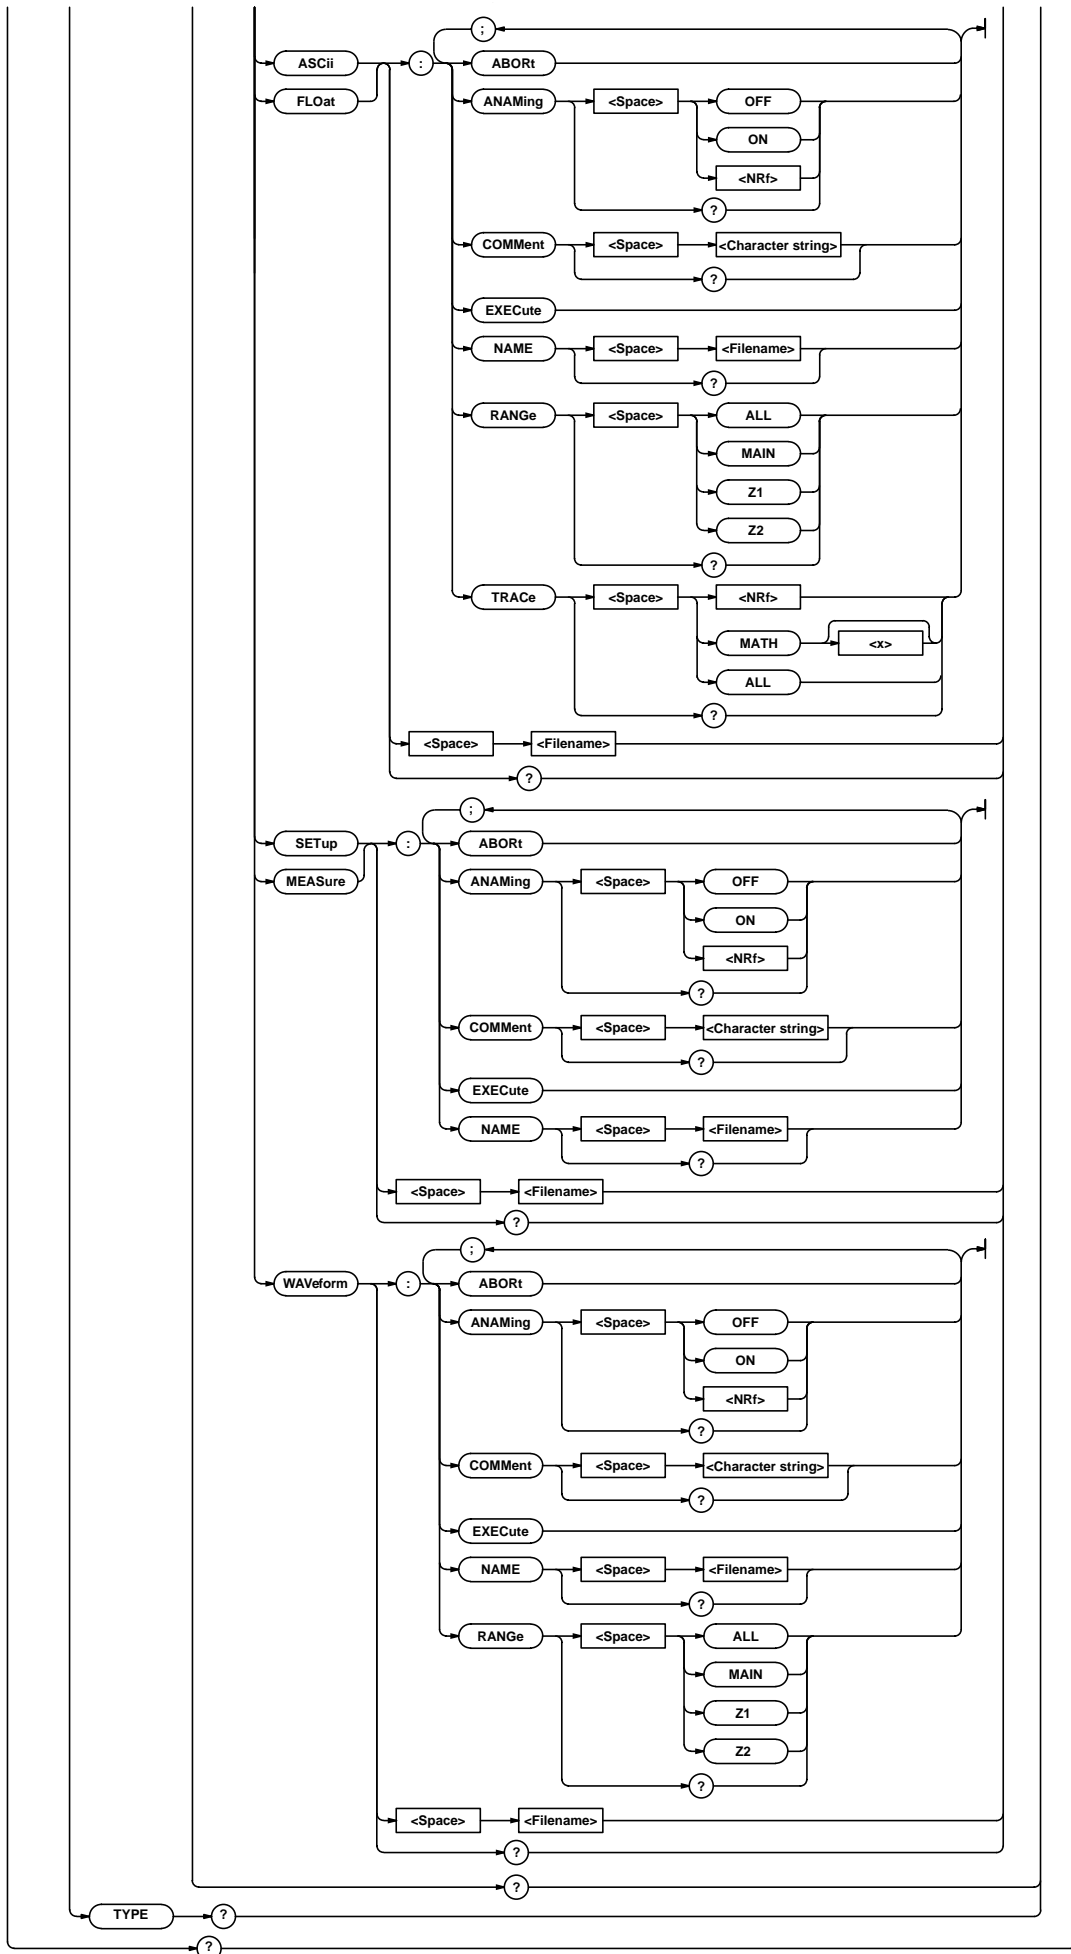 ;
ASCii : ABORt
FLOat ANAMing <Space> OFF
ON
<NRf>
?
COMMent <Space> <Character string>
?
EXECute
NAME <Space> <Filename>
?
RANGe <Space> ALL
MAIN
Z1
Z2
?
TRACe <Space> <NRf>
MATH <x>
ALL
?
<Space> <Filename>
?
;
SETup : ABORt
MEASure ANAMing <Space> OFF
ON
<NRf>
?
COMMent <Space> <Character string>
?
EXECute
NAME <Space> <Filename>
?
<Space> <Filename>
?
;
WAVeform : ABORt
ANAMing <Space> OFF
ON
<NRf>
?
COMMent <Space> <Character string>
?
EXECute
NAME <Space> <Filename>
?
RANGe <Space> ALL
MAIN
Z1
Z2
?
<Space> <Filename>
?
?
TYPE ?
?